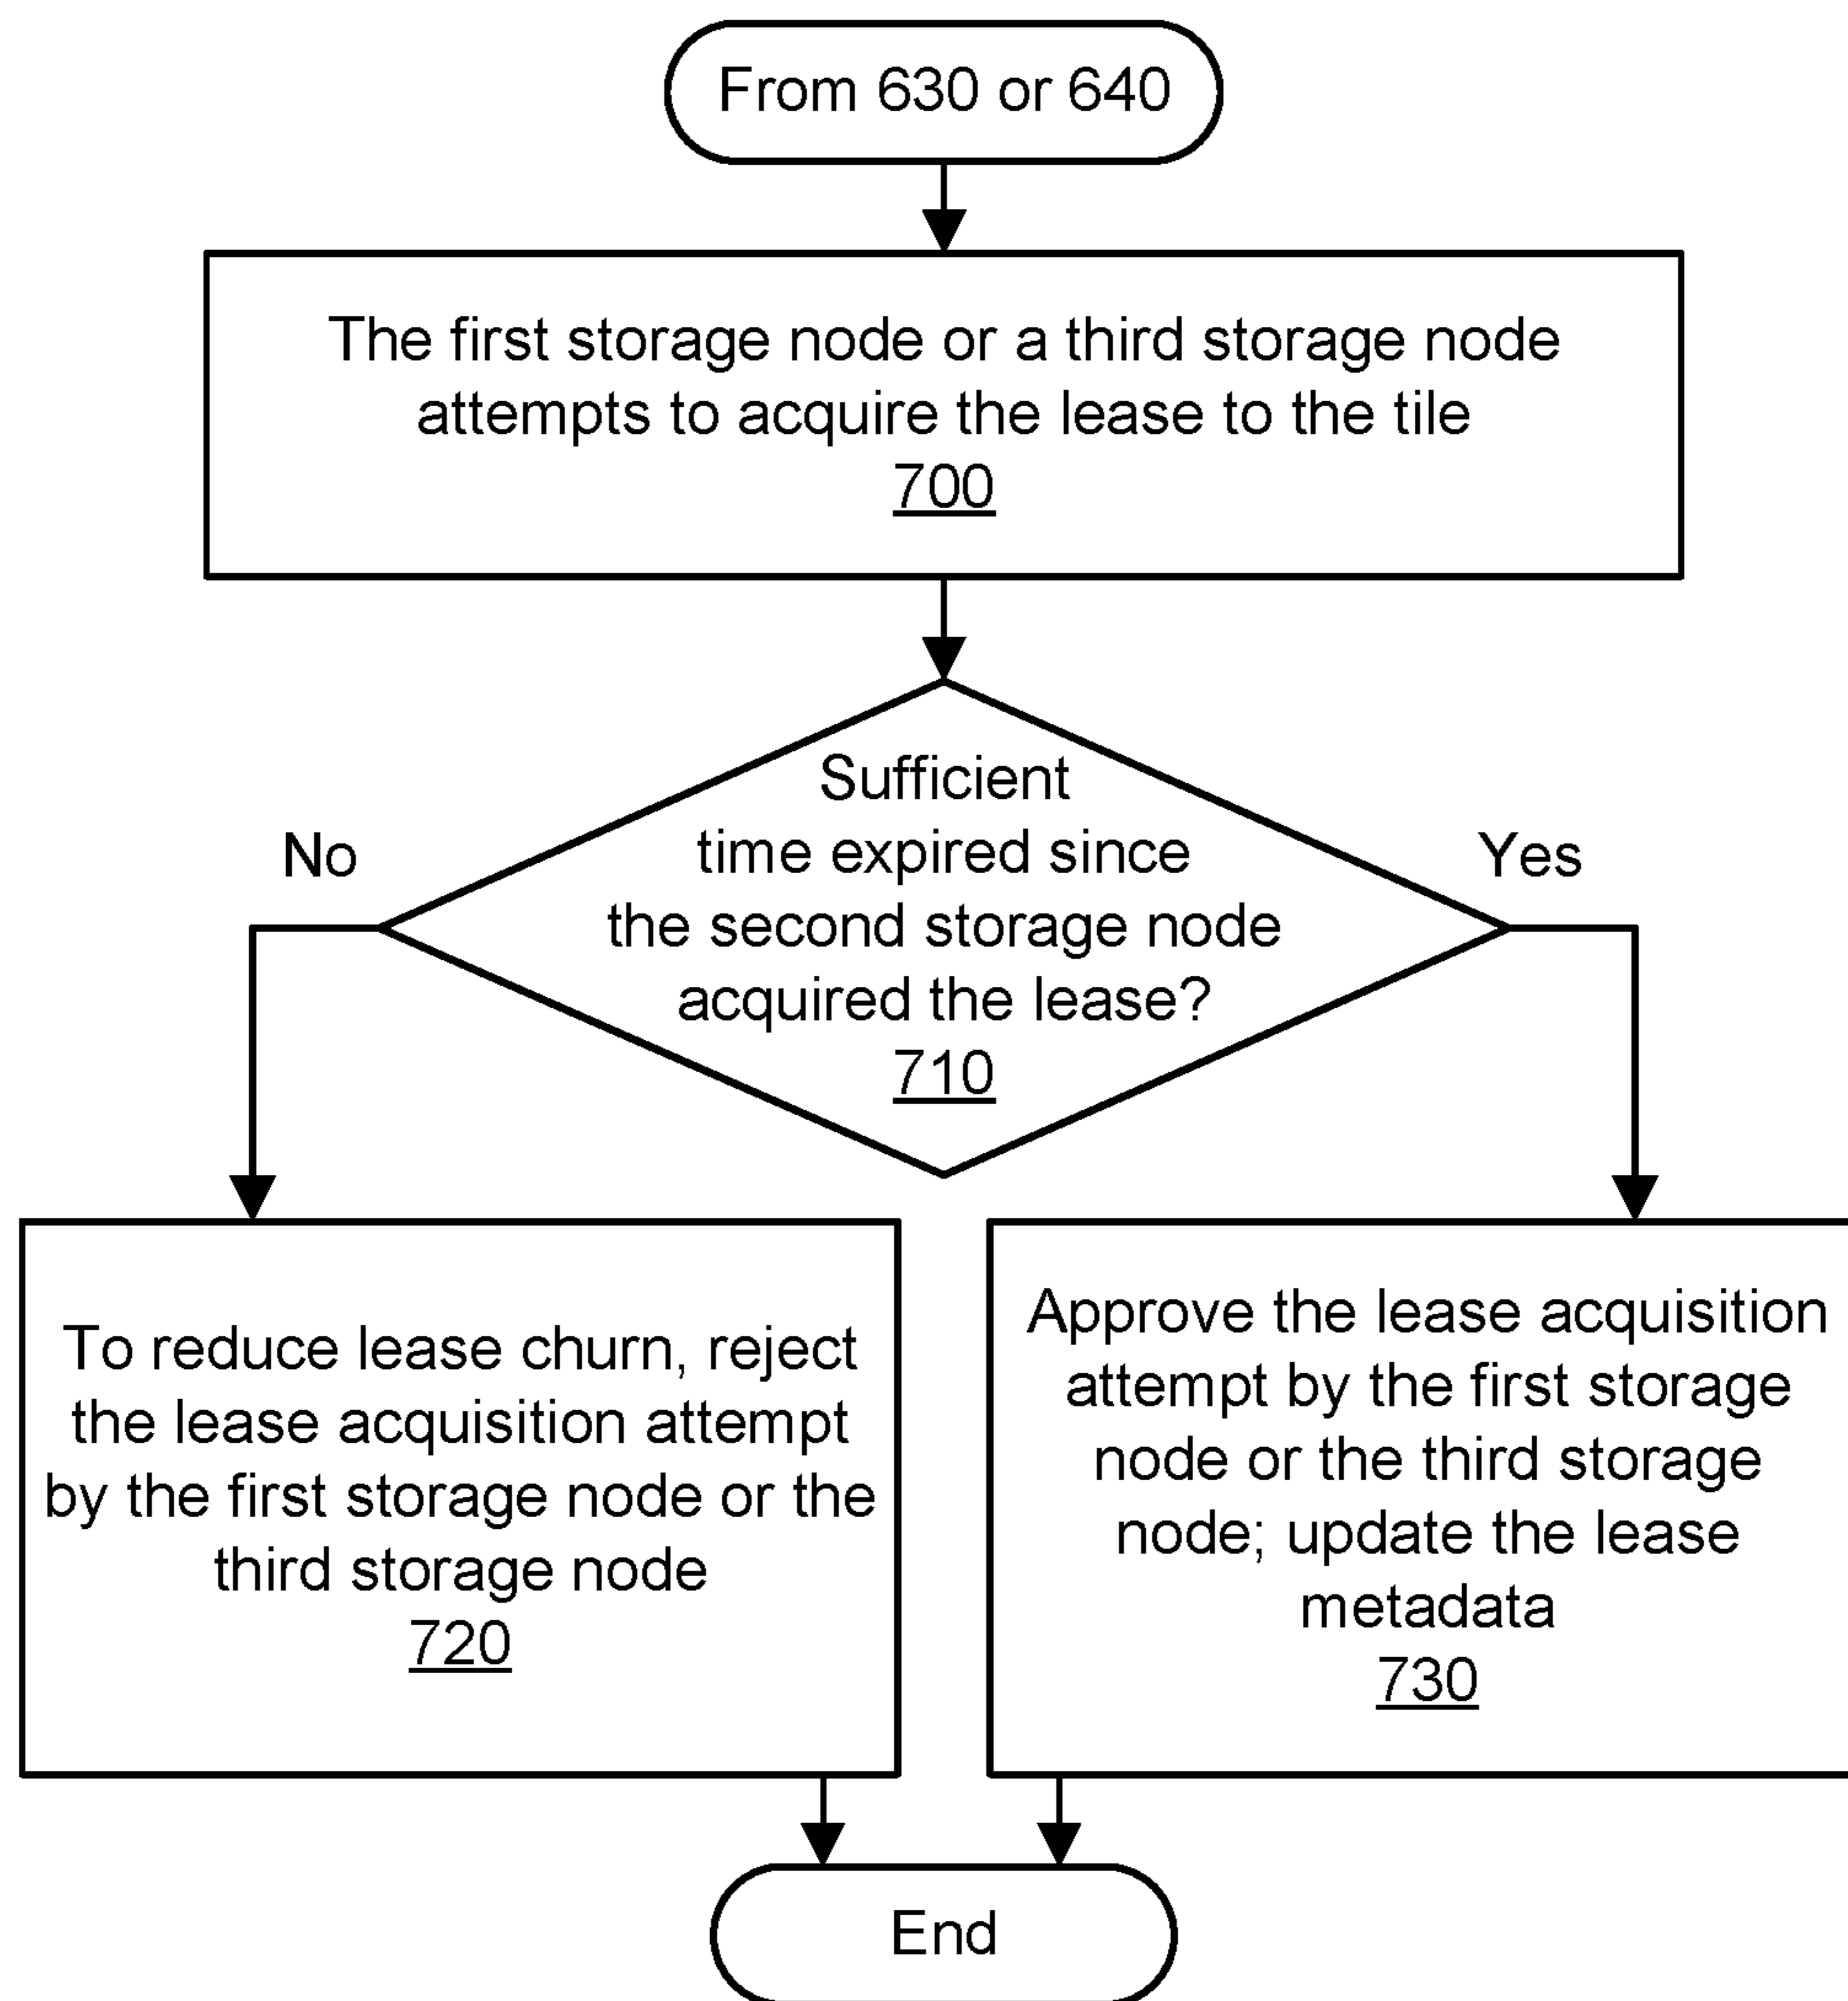 From 630 or 640
The first storage node or a third storage node
attempts to acquire the lease to the tile
700
Sufficient
time expired since
the second storage node
acquired the lease?
710
No
Yes
To reduce lease churn, reject
the lease acquisition attempt
by the first storage node or the
third storage node
720
Approve the lease acquisition
attempt by the first storage
node or the third storage
node; update the lease
metadata
730
End